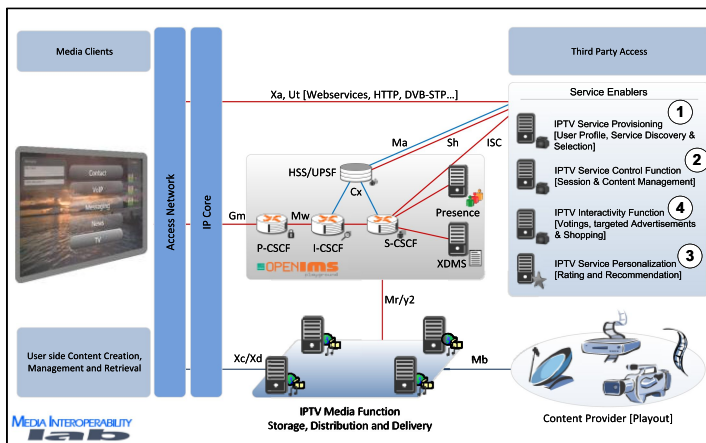 Media Clients
Third Party Access
Service Enablers
Xa, Ut [Webservices, HTTP, DVB-STP...]
1
IPTV Service Provisioning
[User Profile, Service Discovery &
Selection]
Ma
Sh
ISC
2
IPTV Service Control Function
[Session & Content Management]
HSS/UPSF
Cx
Presence
4
IPTV Interactivity Function
[Votings, targeted Advertisements
& Shopping]
Contact
VoIP
Messaging
News
TV
Access Network
IP Core
Gm
Mw
P-CSCF
I-CSCF
S-CSCF
XDMS
OPENIMS
3
IPTV Service Personalization
[Rating and Recommendation]
Mr/y2
User side Content Creation,
Management and Retrieval
Xc/Xd
Mb
IPTV Media Function
Storage, Distribution and Delivery
Content Provider [Playout]
MEDIA INTEROPERABILITY
lab